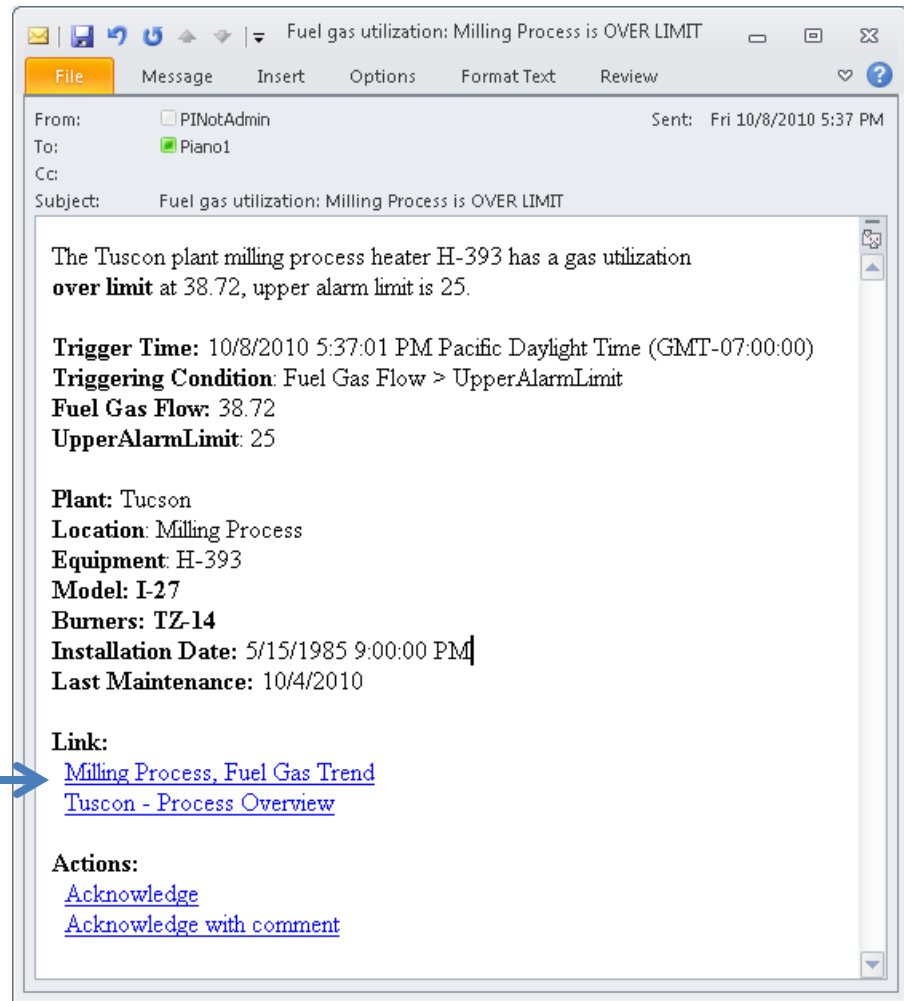 Fuel gas utilization: Milling Process is OVER LIMIT
File Message Insert Options Format Text Review
From: PINotAdmin Sent: Fri 10/8/2010 5:37 PM
To: Piano1
Cc:
Subject: Fuel gas utilization: Milling Process is OVER LIMIT
The Tuscon plant milling process heater H-393 has a gas utilization
over limit at 38.72, upper alarm limit is 25.
Trigger Time: 10/8/2010 5:37:01 PM Pacific Daylight Time (GMT-07:00:00)
Triggering Condition: Fuel Gas Flow > UpperAlarmLimit
Fuel Gas Flow: 38.72
UpperAlarmLimit: 25
Plant: Tucson
Location: Milling Process
Equipment: H-393
Model: I-27
Burners: TZ-14
Installation Date: 5/15/1985 9:00:00 PM
Last Maintenance: 10/4/2010
Link:
Milling Process, Fuel Gas Trend
Tuscon - Process Overview
Actions:
Acknowledge
Acknowledge with comment